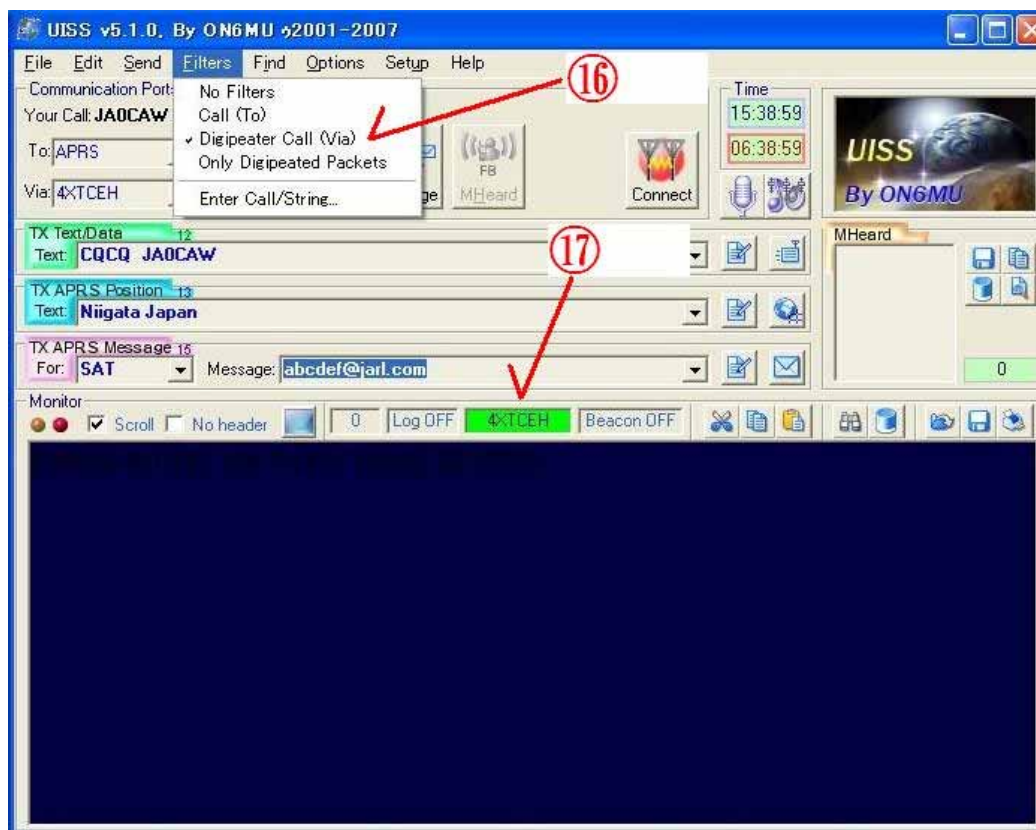 UISS v5.1.0. By ON6MU ﾩ2001-2007
File Edit Send Filters Find Options Setup Help
⑯
Communication Port
Your Call: JA0CAW
To: APRS
Via: 4XTCEH
No Filters
Call (To)
✓ Digipeater Call (Via)
Only Digipeated Packets
Enter Call/String...
ge
FB
MHeard
Connect
Time
15:38:59
06:38:59
UISS
By ON6MU
TX Text/Data 12
Text: CQCQ JA0CAW
⑰
TX APRS Position 13
Text: Niigata Japan
TX APRS Message 15
For: SAT Message: abcdef@jarl.com
MHeard
0
Monitor
Scroll No header 0 Log OFF 4XTCEH Beacon OFF